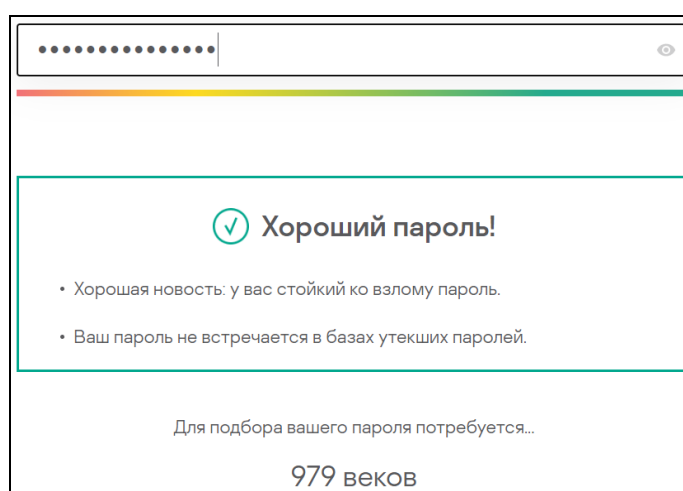 Хороший пароль!
• Хорошая новость: у вас стойкий ко взлому пароль.
• Ваш пароль не встречается в базах утекших паролей.
Для подбора вашего пароля потребуется...
979 веков